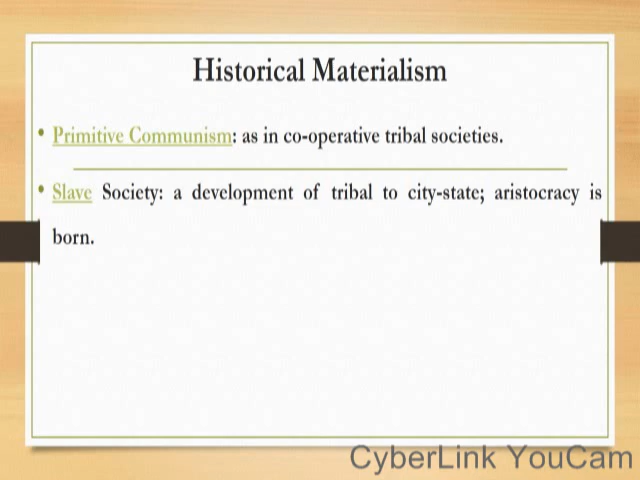 Historical Materialism
• Primitive Communism: as in co-operative tribal societies.
• Slave Society: a development of tribal to city-state; aristocracy is
born.
CyberLink YouCam